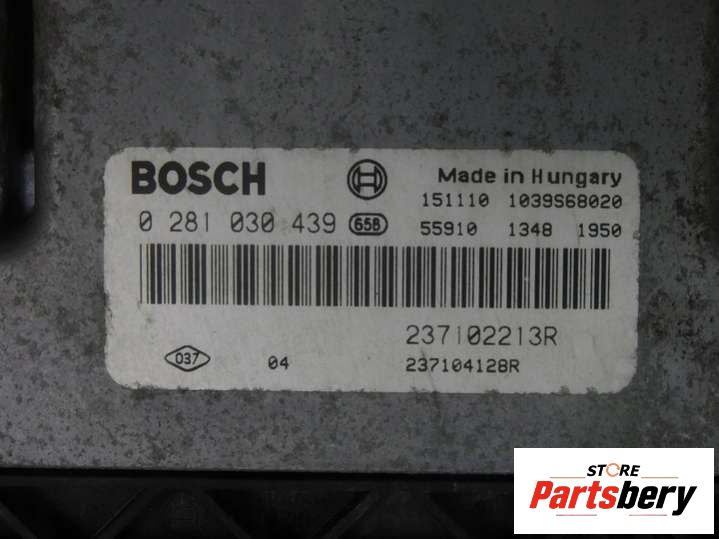 BOSCH
Made in Hungary
151110 1039S68020
0 281 030 439 658
55910 1348 1950
237102213R
037 04 237104128R
STORE
Partsbery